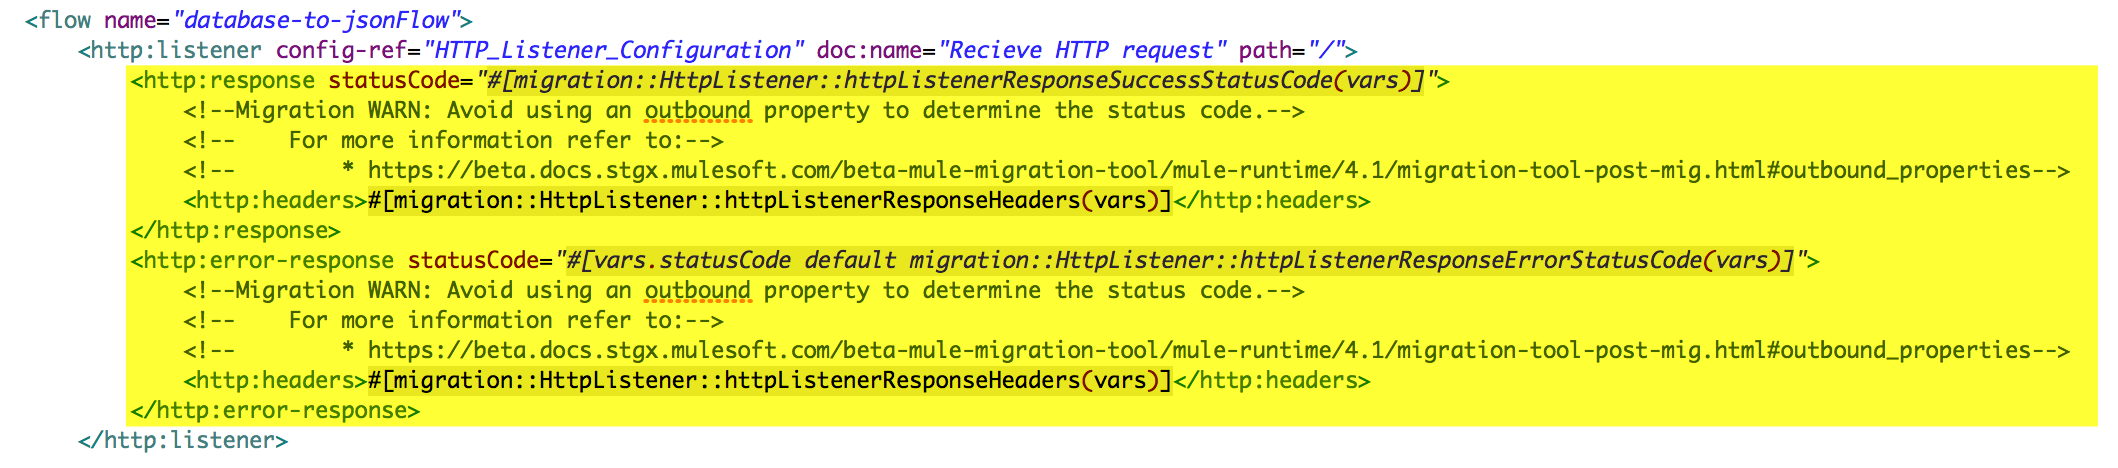 <flow name="database-to-jsonFlow">
<http:listener config-ref="HTTP_Listener_Configuration" doc:name="Recieve HTTP request" path="/">
<http:response statusCode="#[migration::HttpListener::httpListenerResponseSuccessStatusCode(vars)]">
<!--Migration WARN: Avoid using an outbound property to determine the status code.-->
<!--    For more information refer to:-->
<!--        * https://beta.docs.stgx.mulesoft.com/beta-mule-migration-tool/mule-runtime/4.1/migration-tool-post-mig.html#outbound_properties-->
<http:headers>#[migration::HttpListener::httpListenerResponseHeaders(vars)]</http:headers>
</http:response>
<http:error-response statusCode="#[vars.statusCode default migration::HttpListener::httpListenerResponseErrorStatusCode(vars)]">
<!--Migration WARN: Avoid using an outbound property to determine the status code.-->
<!--    For more information refer to:-->
<!--        * https://beta.docs.stgx.mulesoft.com/beta-mule-migration-tool/mule-runtime/4.1/migration-tool-post-mig.html#outbound_properties-->
<http:headers>#[migration::HttpListener::httpListenerResponseHeaders(vars)]</http:headers>
</http:error-response>
</http:listener>